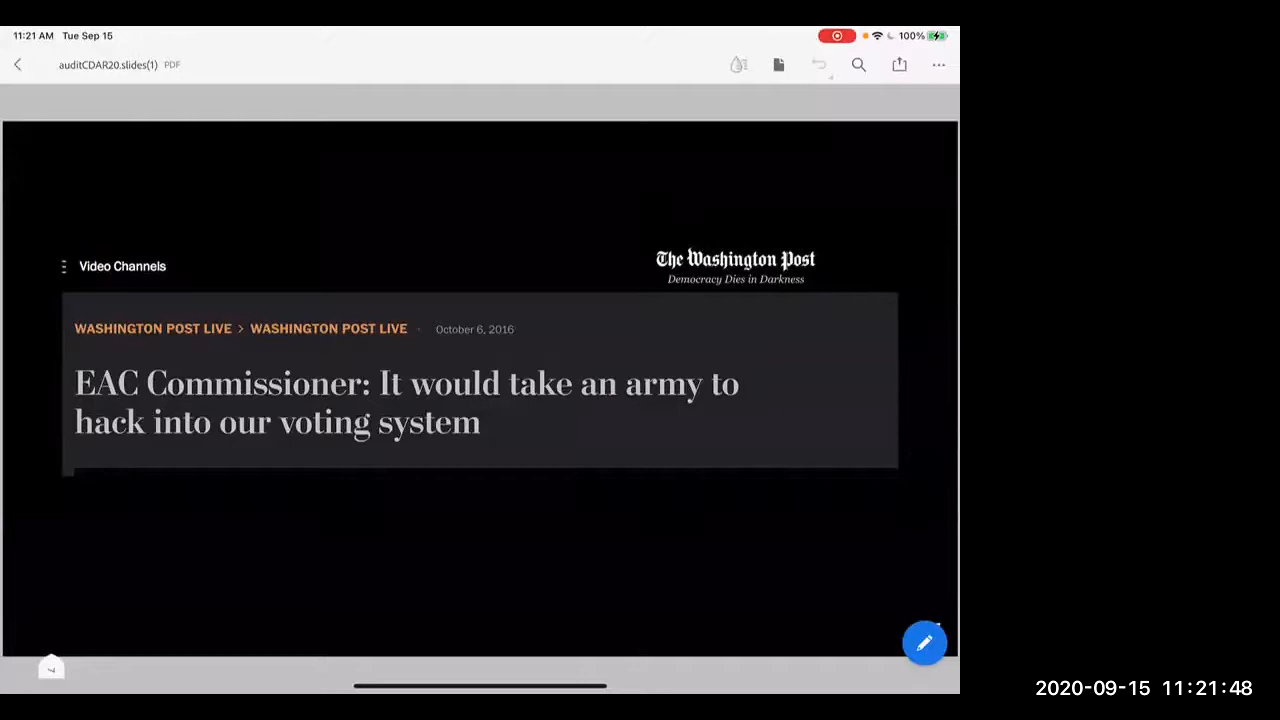 11:21 AM Tue Sep 15
100%
auditCDAR20.slides(1) PDF
Video Channels
The Washington Post
Democracy Dies in Darkness
WASHINGTON POST LIVE > WASHINGTON POST LIVE · October 6, 2016
EAC Commissioner: It would take an army to
hack into our voting system
2020-09-15 11:21:48